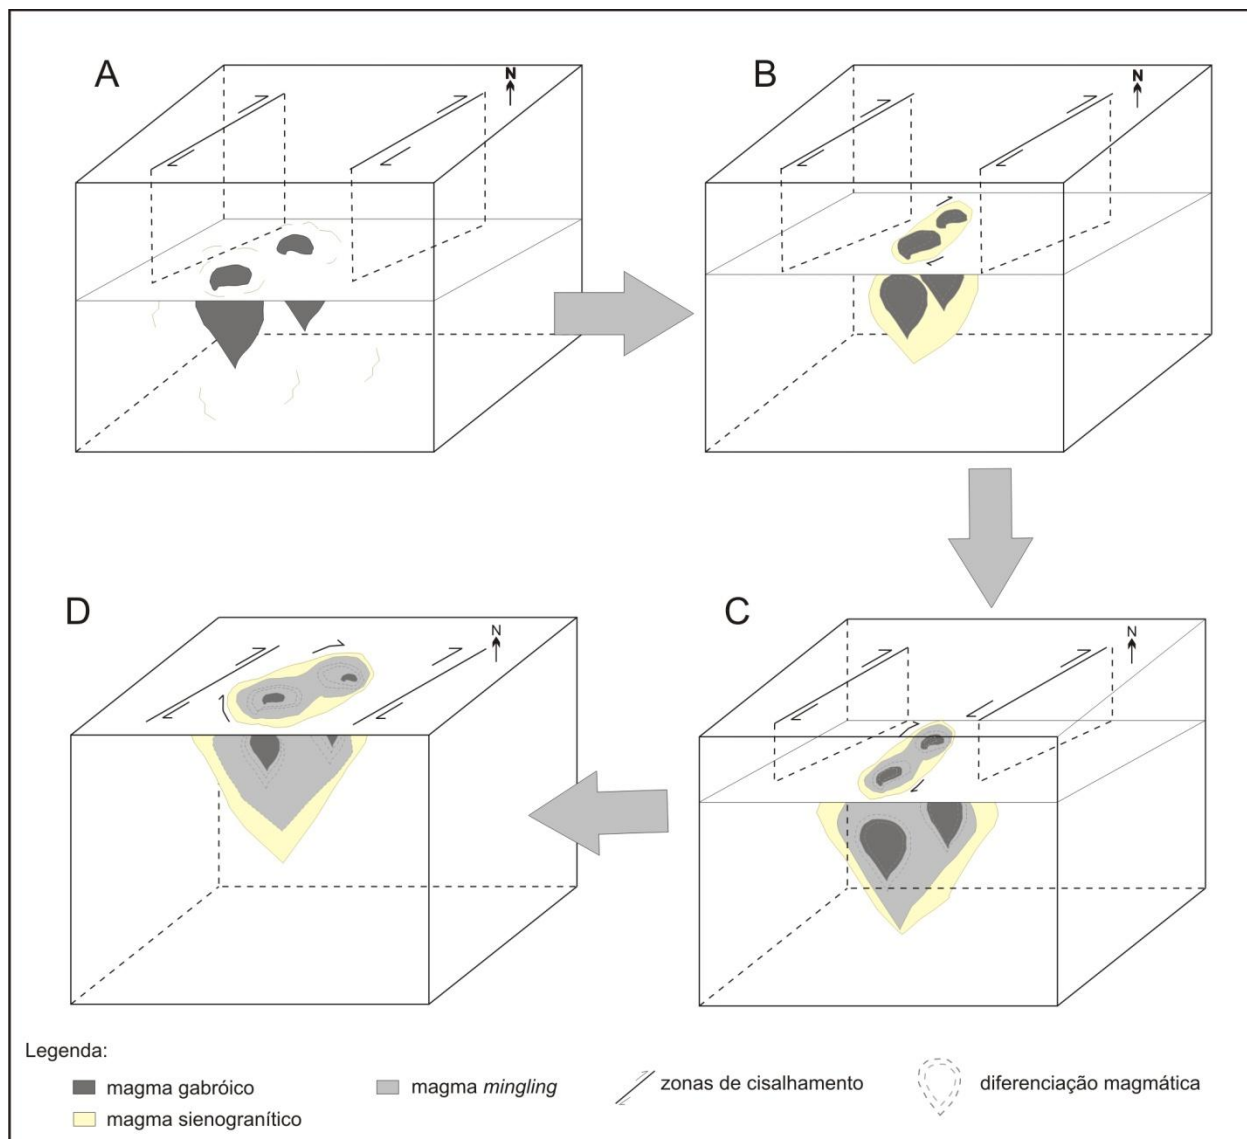 A
N
B
N
D
N
C
N
Legenda:
magma gabróico
magma mingling
zonas de cisalhamento
diferenciação magmática
magma sienogranítico